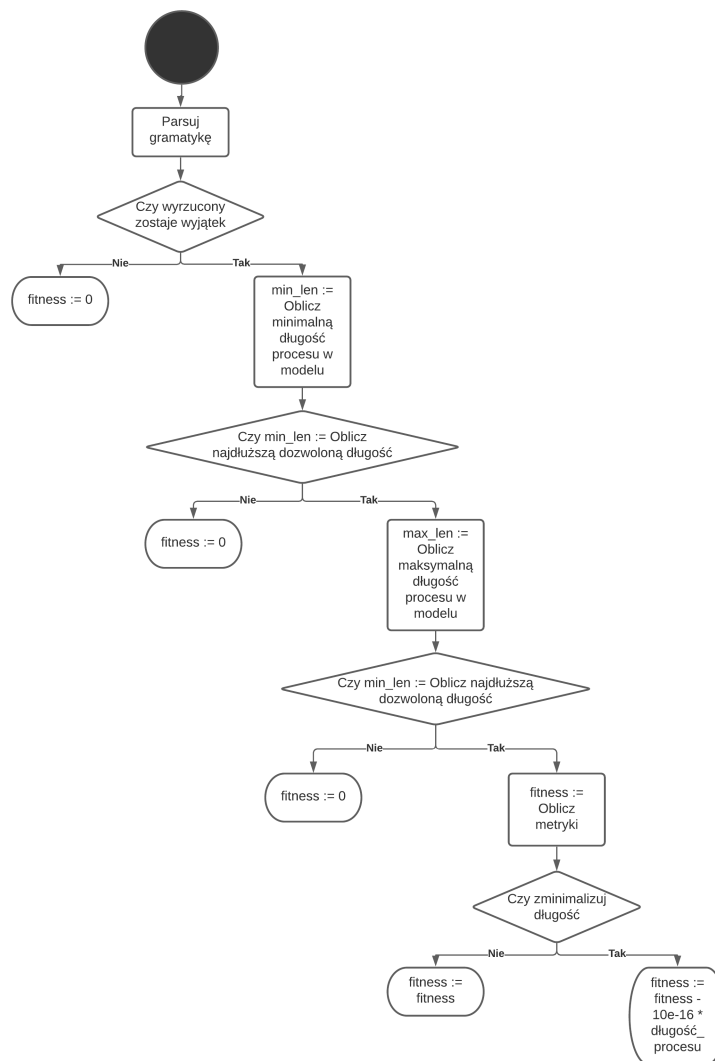 Parsuj
gramatykę
Czy wyrzucony
zostaje wyjątek
Nie
Tak
fitness := 0
min_len :=
Oblicz
minimalną
długość
procesu w
modelu
Czy min_len := Oblicz
najdłuższą dozwoloną długość
Nie
Tak
fitness := 0
max_len :=
Oblicz
maksymalną
długość
procesu w
modelu
Czy min_len := Oblicz najdłuższą
dozwoloną długość
Nie
Tak
fitness := 0
fitness :=
Oblicz
metryki
Czy zminimalizuj
długość
Nie
Tak
fitness :=
fitness
fitness :=
fitness -
10e-16 *
długość_
procesu